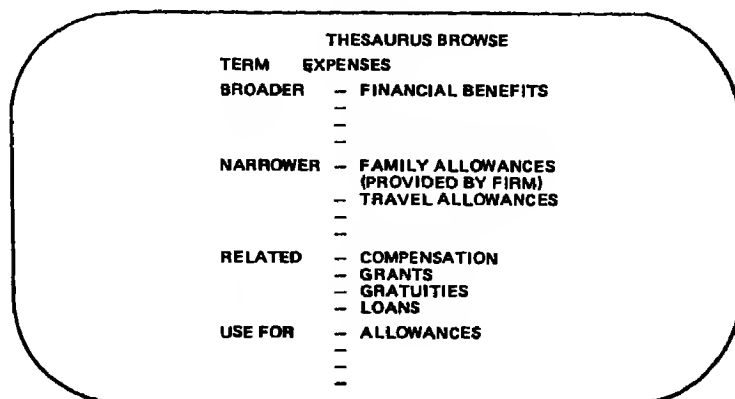 THESAURUS BROWSE
TERM EXPENSES
BROADER – FINANCIAL BENEFITS
–
–
–
NARROWER – FAMILY ALLOWANCES
(PROVIDED BY FIRM)
– TRAVEL ALLOWANCES
–
–
RELATED – COMPENSATION
– GRANTS
– GRATUITIES
– LOANS
USE FOR – ALLOWANCES
–
–
–